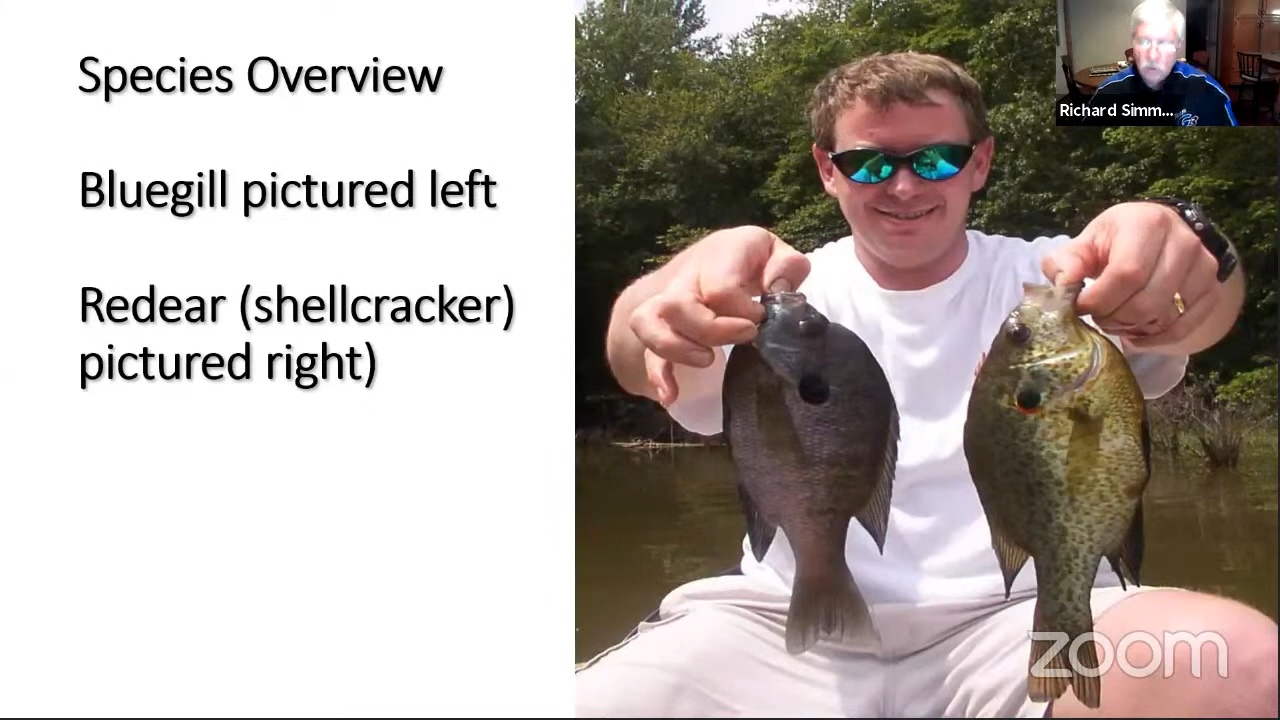 Species Overview
Bluegill pictured left
Redear (shellcracker)
pictured right)
Richard Simm...
zoom